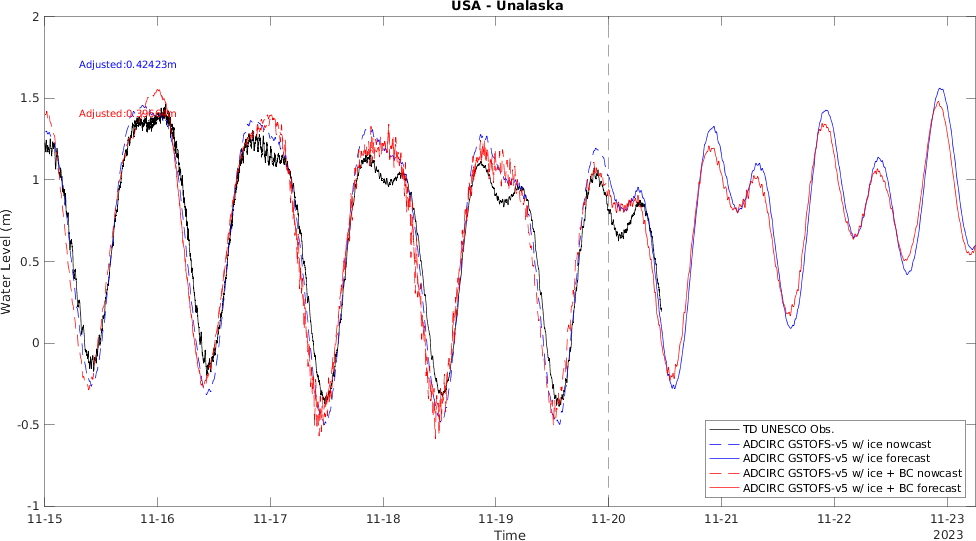 USA - Unalaska
2
1.5
1
0.5
0
-0.5
-1
Water Level (m)
Adjusted:0.42423m
11-15
11-16
11-17
11-18
11-19
11-20
11-21
11-22
11-23
2023
Time
TD UNESCO Obs.
ADCIRC GSTOFS-v5 w/ ice nowcast
ADCIRC GSTOFS-v5 w/ ice forecast
ADCIRC GSTOFS-v5 w/ ice + BC nowcast
ADCIRC GSTOFS-v5 w/ ice + BC forecast